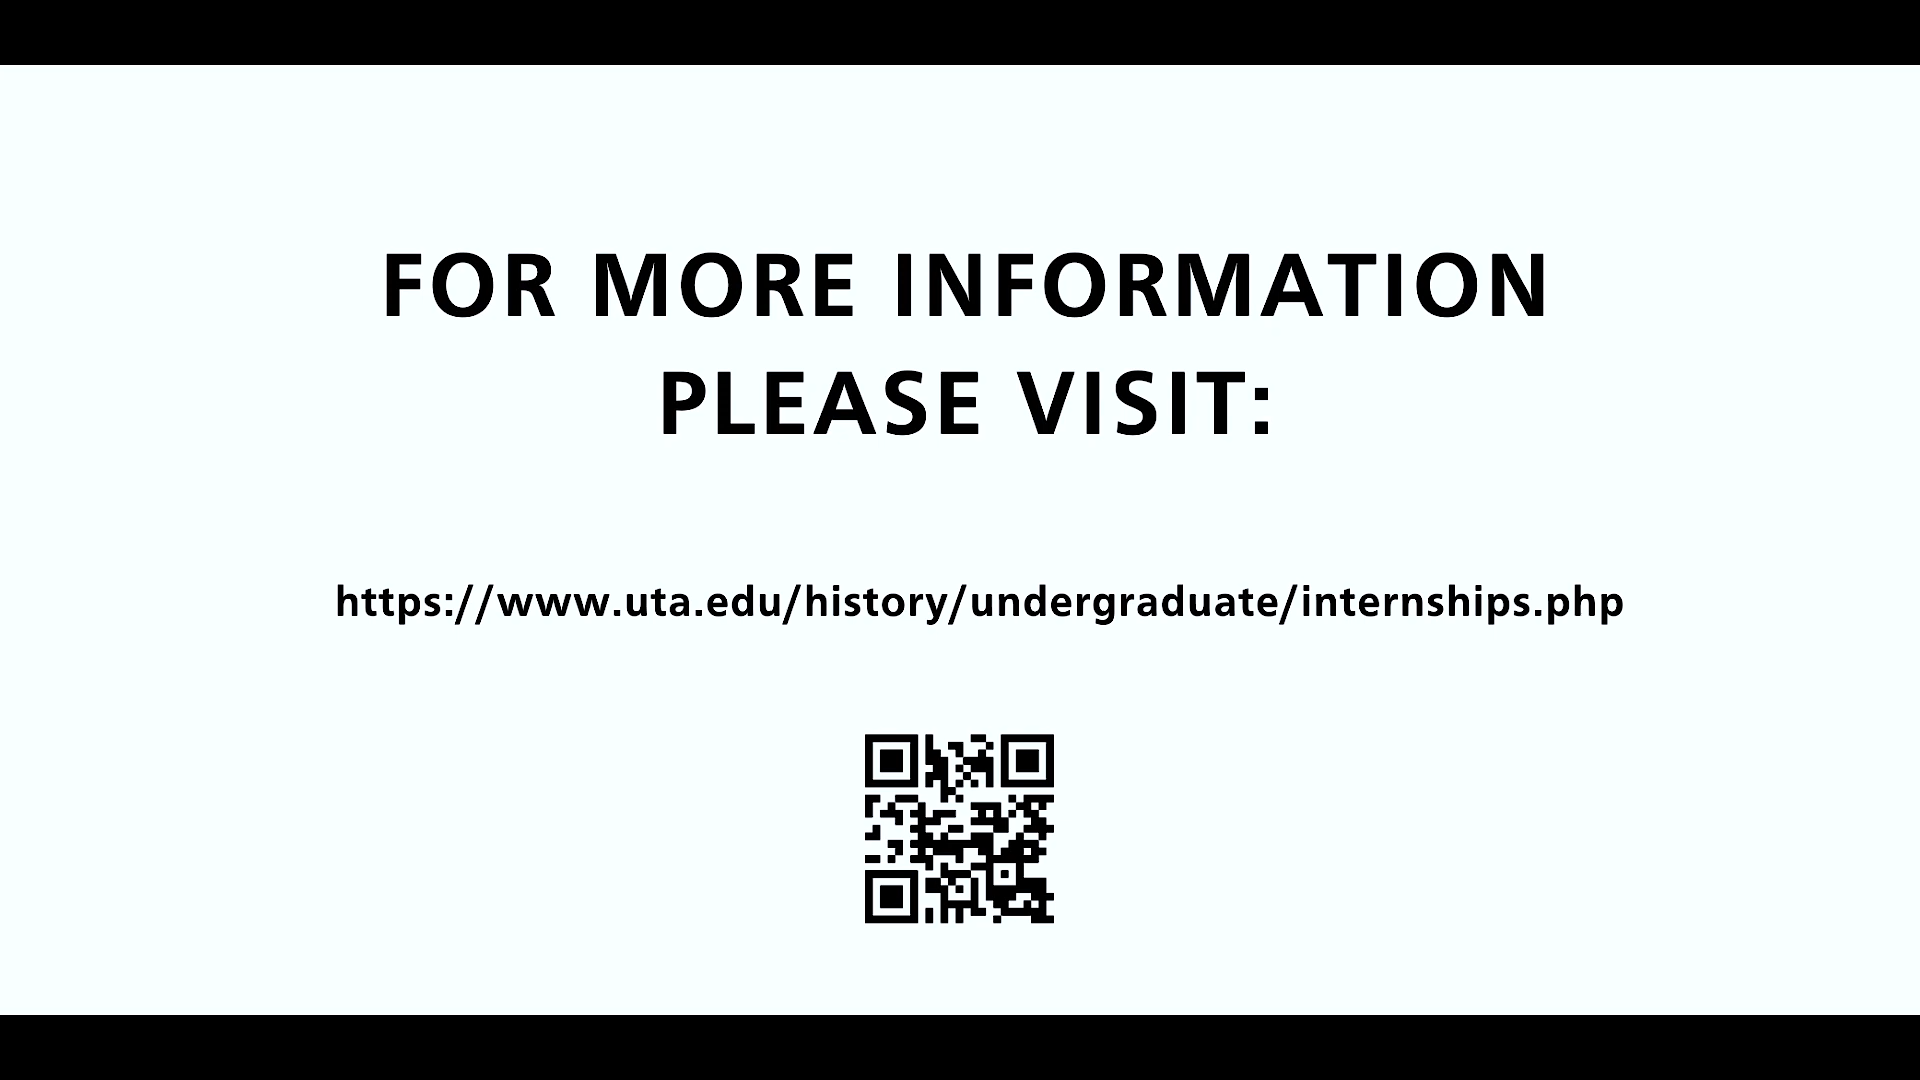 FOR MORE INFORMATION
PLEASE VISIT:
https://www.uta.edu/history/undergraduate/internships.php